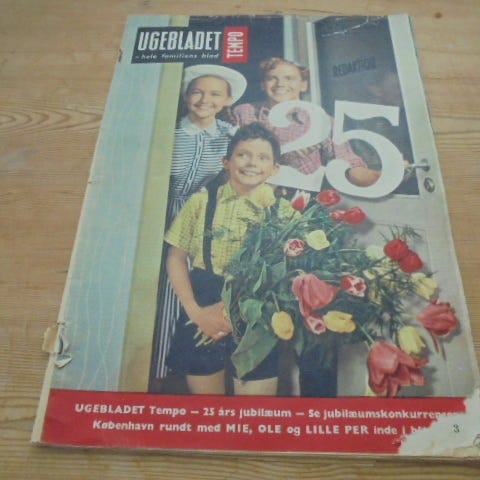 UGEBLADET
- hele familiens blad
TEMPO
REDAKTION
25
UGEBLADET Tempo — 25 års jubilæum — Se jubilæumskonkurrencen
København rundt med MIE, OLE og LILLE PER inde i
3